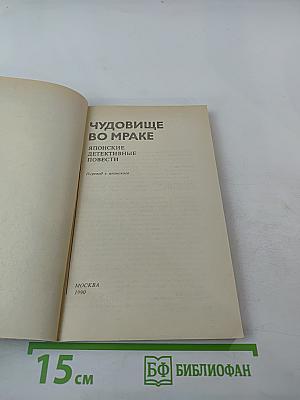 ЧУДОВИЩЕ
ВО МРАКЕ
ЯПОНСКИЕ
ДЕТЕКТИВНЫЕ
ПОВЕСТИ
Перевод с японского
МОСКВА
1990
15 см
БФ БИБЛИОФАН